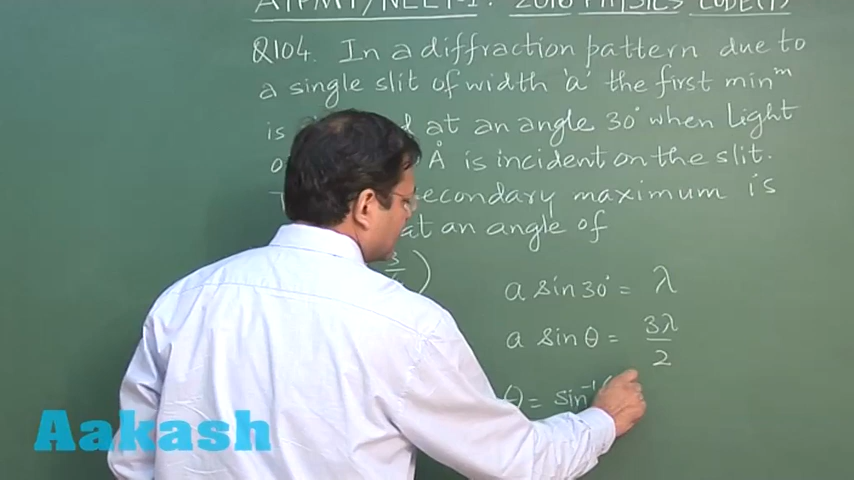 AIPMT/NEET-I : 2016 PHYSICS CODE(
Q104. In a diffraction pattern due to
a single slit of width 'a' the first minᵐ
is at an angle 30° when Light
Å is incident on the slit.
secondary maximum is
at an angle of
a sin 30° = λ
a sin θ = 3λ/2
θ = sin⁻¹(
Aakash